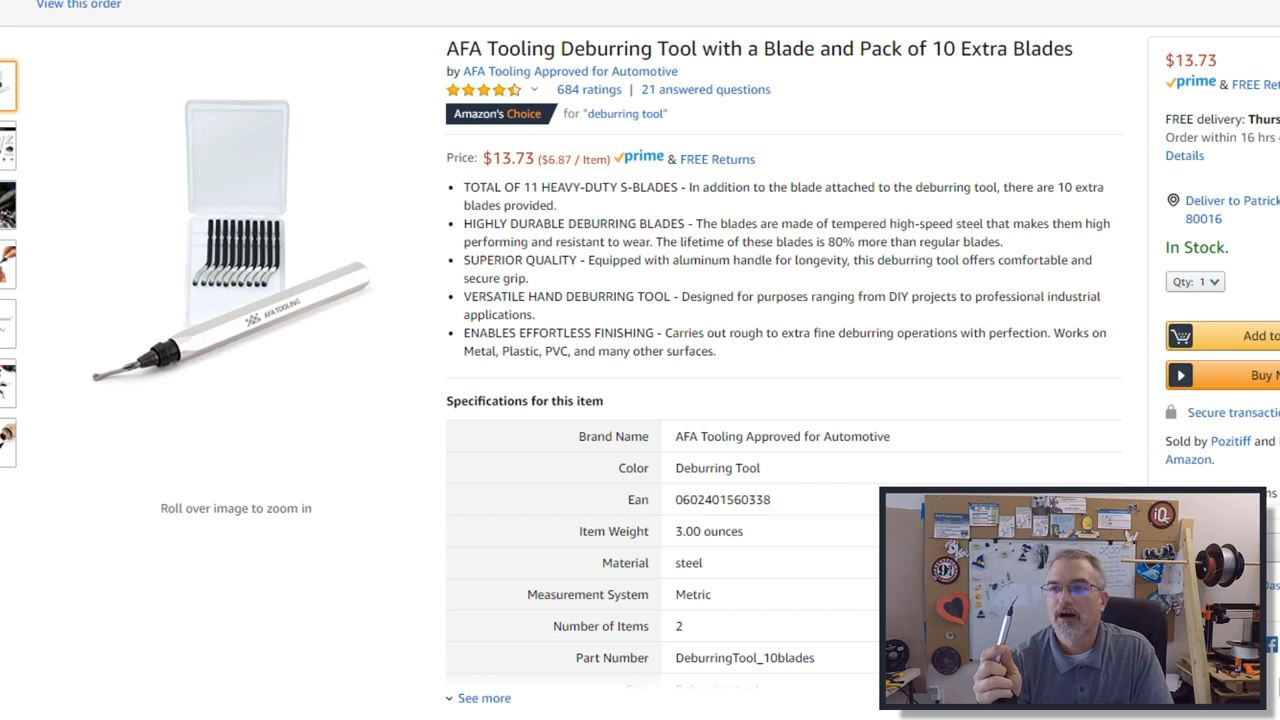 View this order
AFA Tooling Deburring Tool with a Blade and Pack of 10 Extra Blades
by AFA Tooling Approved for Automotive
684 ratings | 21 answered questions
Amazon's Choice for "deburring tool"
Price: $13.73 ($6.87 / Item) prime & FREE Returns
• TOTAL OF 11 HEAVY-DUTY S-BLADES - In addition to the blade attached to the deburring tool, there are 10 extra
blades provided.
• HIGHLY DURABLE DEBURRING BLADES - The blades are made of tempered high-speed steel that makes them high
performing and resistant to wear. The lifetime of these blades is 80% more than regular blades.
• SUPERIOR QUALITY - Equipped with aluminum handle for longevity, this deburring tool offers comfortable and
secure grip.
• VERSATILE HAND DEBURRING TOOL - Designed for purposes ranging from DIY projects to professional industrial
applications.
• ENABLES EFFORTLESS FINISHING - Carries out rough to extra fine deburring operations with perfection. Works on
Metal, Plastic, PVC, and many other surfaces.
Specifications for this item
Brand Name AFA Tooling Approved for Automotive
Color Deburring Tool
Ean 0602401560338
Item Weight 3.00 ounces
Material steel
Measurement System Metric
Number of Items 2
Part Number DeburringTool_10blades
See more
AFA TOOLING
Roll over image to zoom in
$13.73
prime & FREE Ret
FREE delivery: Thurs
Order within 16 hrs
Details
Deliver to Patrick
80016
In Stock.
Qty: 1
Add to
Buy N
Secure transacti
Sold by Pozitiff and
Amazon.
ns
iQ
2020
9¾